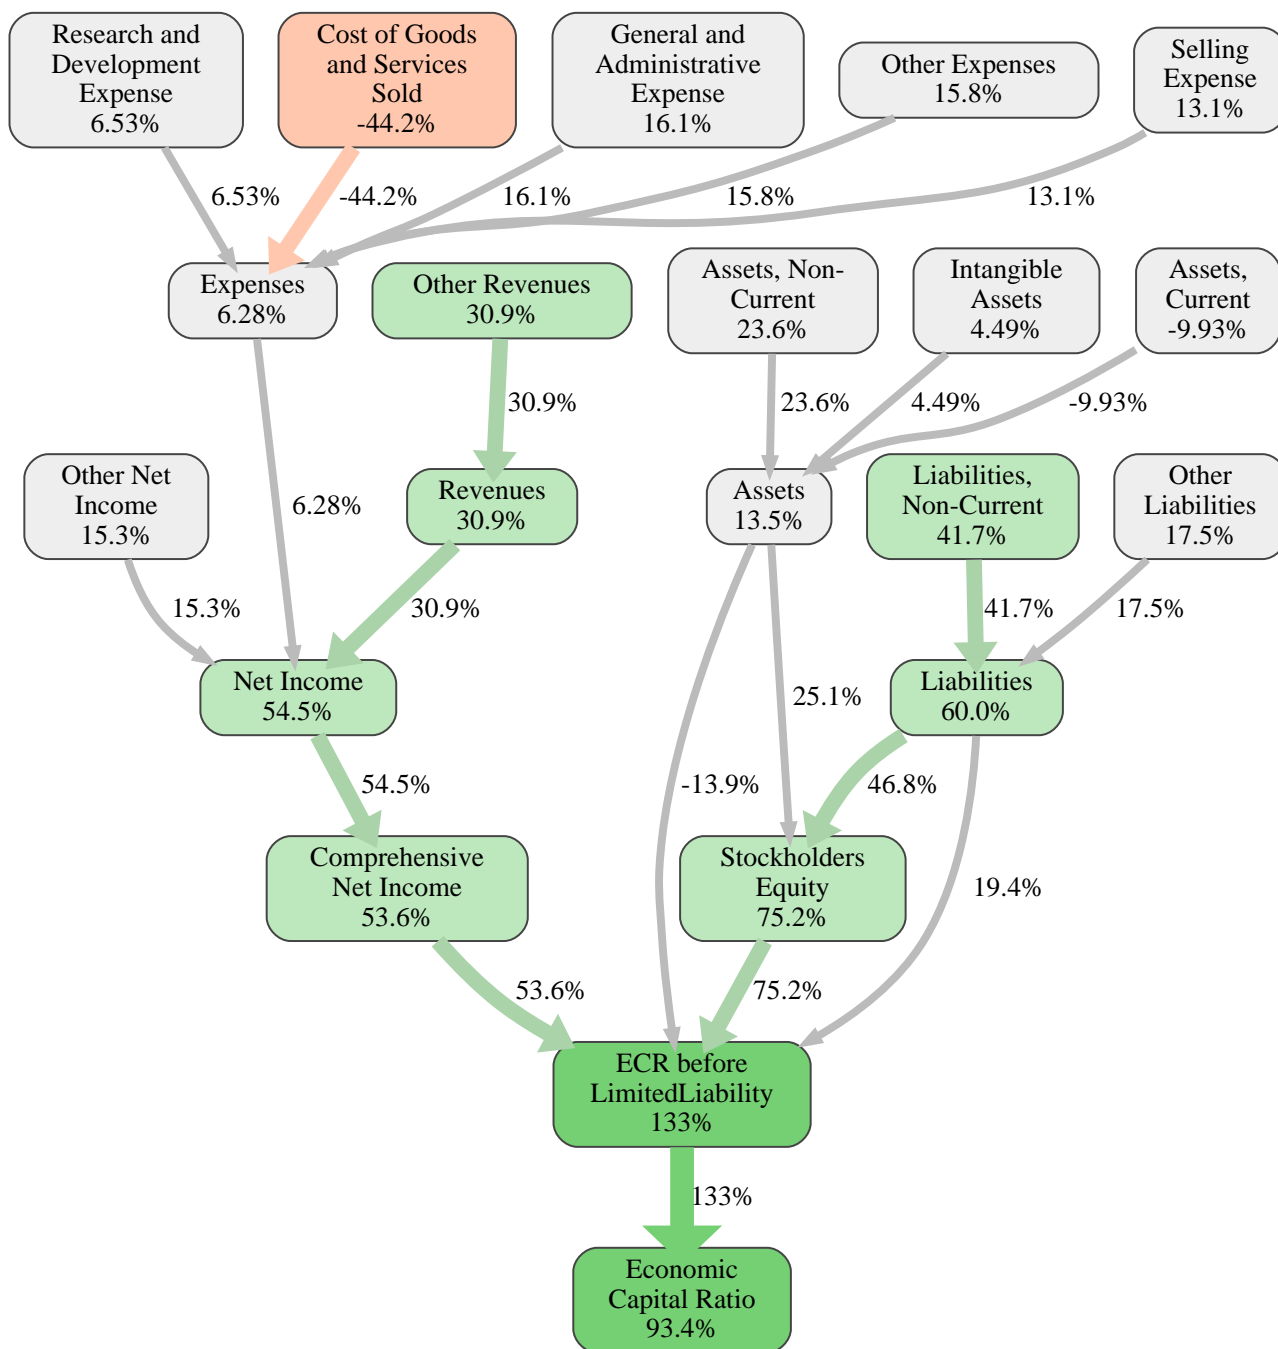 Research and
Development
Expense
6.53%
Cost of Goods
and Services
Sold
-44.2%
General and
Administrative
Expense
16.1%
Other Expenses
15.8%
Selling
Expense
13.1%
6.53%
-44.2%
16.1%
15.8%
13.1%
Expenses
6.28%
Other Revenues
30.9%
Assets, Non-
Current
23.6%
Intangible
Assets
4.49%
Assets,
Current
-9.93%
30.9%
23.6%
4.49%
-9.93%
Other Net
Income
15.3%
6.28%
Revenues
30.9%
Assets
13.5%
Liabilities,
Non-Current
41.7%
Other
Liabilities
17.5%
15.3%
30.9%
41.7%
17.5%
Net Income
54.5%
25.1%
Liabilities
60.0%
54.5%
-13.9%
46.8%
Comprehensive
Net Income
53.6%
Stockholders
Equity
75.2%
19.4%
53.6%
75.2%
ECR before
LimitedLiability
133%
133%
Economic
Capital Ratio
93.4%